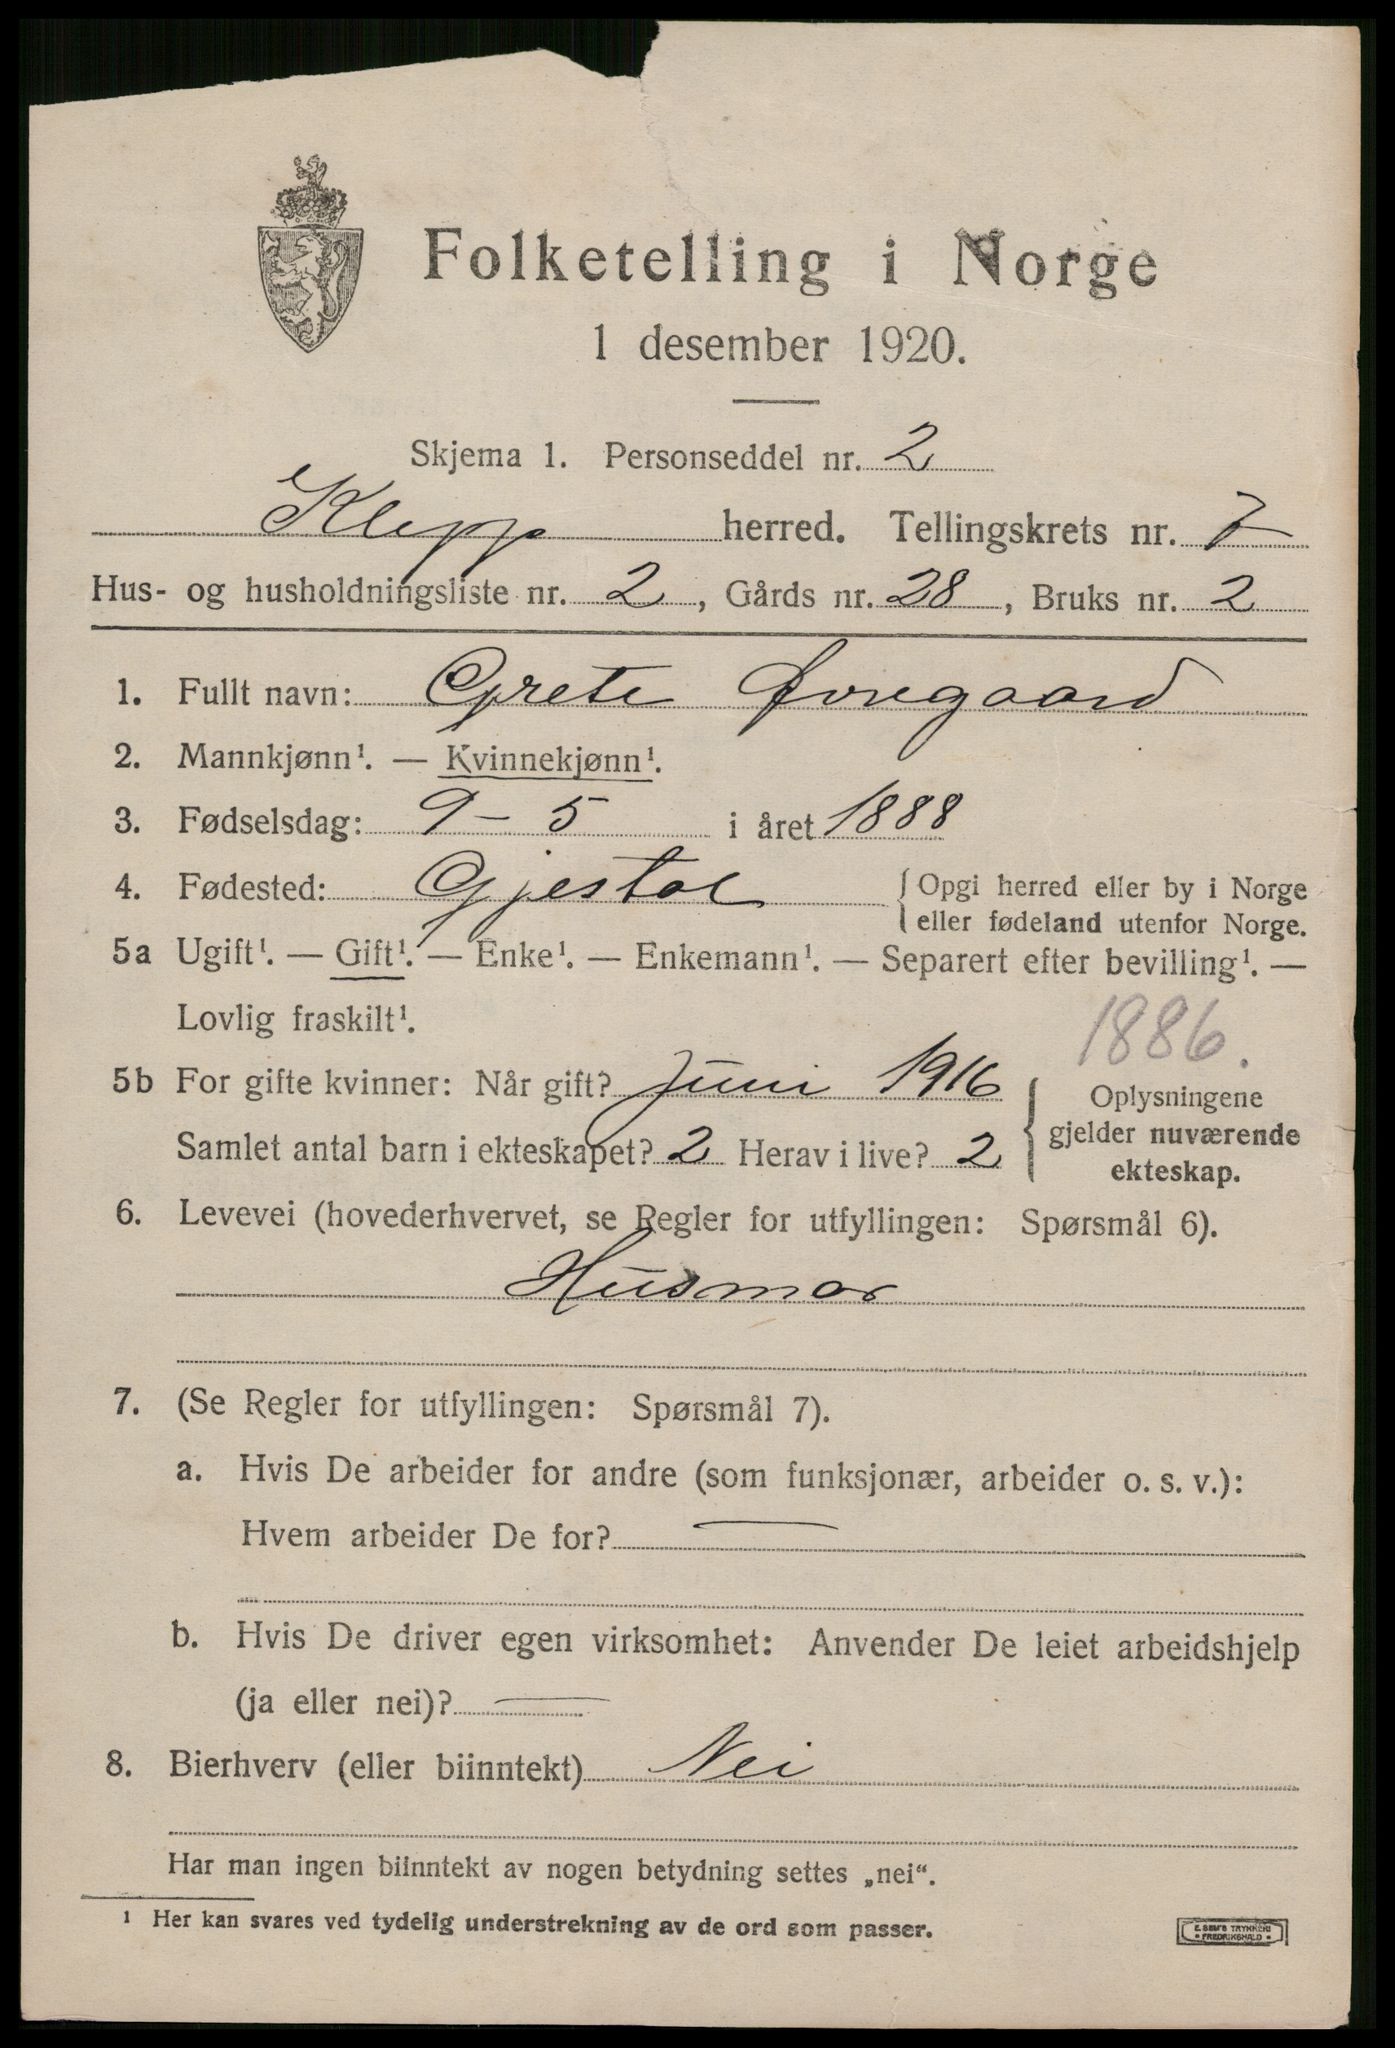 Folketelling i Norge
1 desember 1920.
Skjema 1. Personseddel nr. 2
Klepp herred. Tellingskrets nr. 7
Hus- og husholdningsliste nr. 2, Gårds nr. 28, Bruks nr. 2
1. Fullt navn: Grete Øvregaard
2. Mannkjønn¹. — Kvinnekjønn¹.
3. Fødselsdag: 9 - 5 i året 1888
4. Fødested: Gjestal { Opgi herred eller by i Norge
eller fødeland utenfor Norge.
5a Ugift¹. — Gift¹. — Enke¹. — Enkemann¹. — Separert efter bevilling¹. —
Lovlig fraskilt¹.
1886.
5b For gifte kvinner: Når gift? Juni 1916
Samlet antal barn i ekteskapet? 2 Herav i live? 2
{ Oplysningene
gjelder nuværende
ekteskap.
6. Levevei (hovederhvervet, se Regler for utfyllingen: Spørsmål 6).
Husmor
7. (Se Regler for utfyllingen: Spørsmål 7).
a. Hvis De arbeider for andre (som funksjonær, arbeider o. s. v.):
Hvem arbeider De for? —
b. Hvis De driver egen virksomhet: Anvender De leiet arbeidshjelp
(ja eller nei)? —
8. Bierhverv (eller biinntekt) Nei
Har man ingen biinntekt av nogen betydning settes „nei“.
¹ Her kan svares ved tydelig understrekning av de ord som passer.
E. SEM'S TRYKKERI
• FREDRIKSHALD •